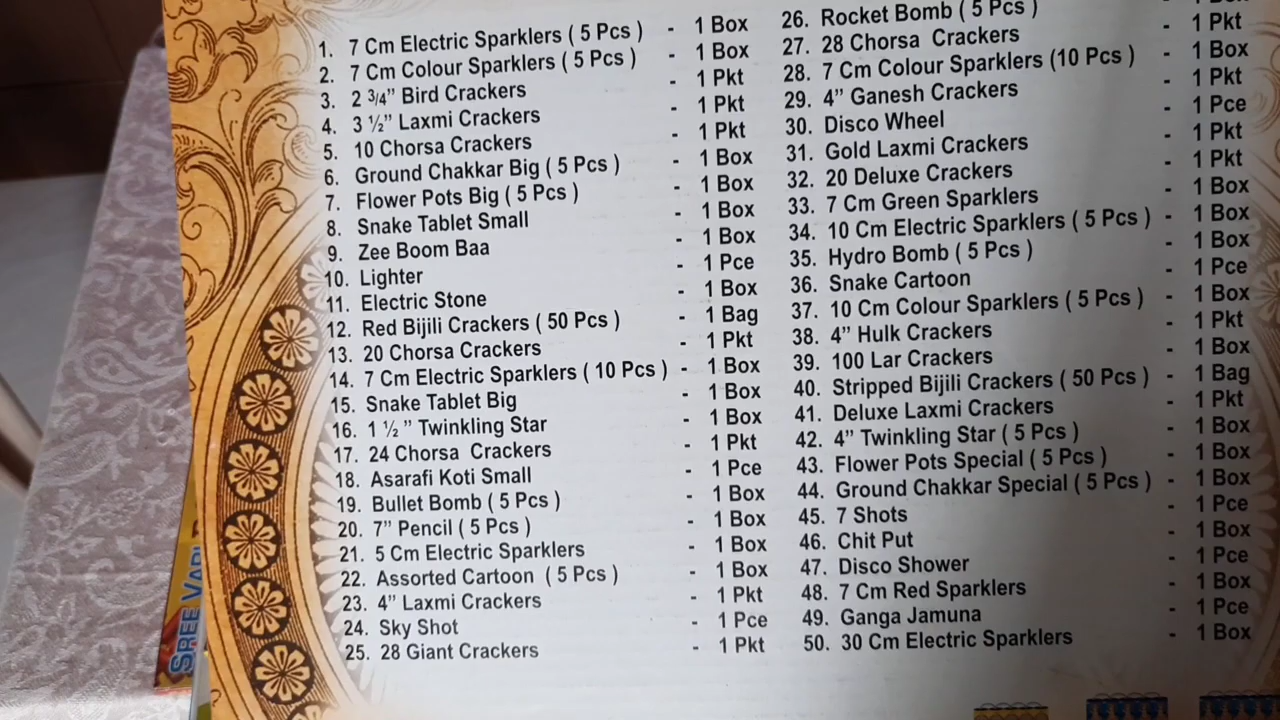 1. 7 Cm Electric Sparklers ( 5 Pcs ) - 1 Box
2. 7 Cm Colour Sparklers ( 5 Pcs ) - 1 Box
3. 2 3/4” Bird Crackers - 1 Pkt
4. 3 ½” Laxmi Crackers - 1 Pkt
5. 10 Chorsa Crackers - 1 Pkt
6. Ground Chakkar Big ( 5 Pcs ) - 1 Box
7. Flower Pots Big ( 5 Pcs ) - 1 Box
8. Snake Tablet Small - 1 Box
9. Zee Boom Baa - 1 Box
10. Lighter - 1 Pce
11. Electric Stone - 1 Box
12. Red Bijili Crackers ( 50 Pcs ) - 1 Bag
13. 20 Chorsa Crackers - 1 Pkt
14. 7 Cm Electric Sparklers ( 10 Pcs ) - 1 Box
15. Snake Tablet Big - 1 Box
16. 1 ½ ” Twinkling Star - 1 Box
17. 24 Chorsa Crackers - 1 Pkt
18. Asarafi Koti Small - 1 Pce
19. Bullet Bomb ( 5 Pcs ) - 1 Box
20. 7” Pencil ( 5 Pcs ) - 1 Box
21. 5 Cm Electric Sparklers - 1 Box
22. Assorted Cartoon ( 5 Pcs ) - 1 Box
23. 4” Laxmi Crackers - 1 Pkt
24. Sky Shot - 1 Pce
25. 28 Giant Crackers - 1 Pkt
26. Rocket Bomb ( 5 Pcs )
27. 28 Chorsa Crackers - 1 Pkt
28. 7 Cm Colour Sparklers (10 Pcs ) - 1 Box
29. 4” Ganesh Crackers - 1 Pkt
30. Disco Wheel - 1 Pce
31. Gold Laxmi Crackers - 1 Pkt
32. 20 Deluxe Crackers - 1 Pkt
33. 7 Cm Green Sparklers - 1 Box
34. 10 Cm Electric Sparklers ( 5 Pcs ) - 1 Box
35. Hydro Bomb ( 5 Pcs ) - 1 Box
36. Snake Cartoon - 1 Pce
37. 10 Cm Colour Sparklers ( 5 Pcs ) - 1 Box
38. 4” Hulk Crackers - 1 Pkt
39. 100 Lar Crackers - 1 Box
40. Stripped Bijili Crackers ( 50 Pcs ) - 1 Bag
41. Deluxe Laxmi Crackers - 1 Pkt
42. 4” Twinkling Star ( 5 Pcs ) - 1 Box
43. Flower Pots Special ( 5 Pcs ) - 1 Box
44. Ground Chakkar Special ( 5 Pcs ) - 1 Box
45. 7 Shots - 1 Pce
46. Chit Put - 1 Box
47. Disco Shower - 1 Pce
48. 7 Cm Red Sparklers - 1 Box
49. Ganga Jamuna - 1 Pce
50. 30 Cm Electric Sparklers - 1 Box
SREE